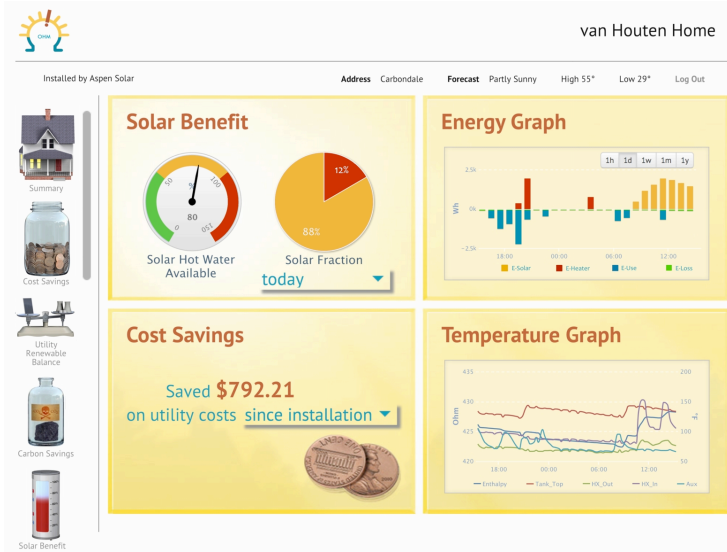 OHM
van Houten Home
Installed by Aspen Solar
Address Carbondale Forecast Partly Sunny High 55° Low 29° Log Out
Summary
Cost Savings
Utility
Renewable
Balance
Carbon Savings
Solar Benefit
Solar Benefit
0
50
100
150
80
Solar Hot Water
Available
12%
88%
Solar Fraction
today
Energy Graph
1h 1d 1w 1m 1y
2.5k
0k
-2.5k
Wh
18:00 00:00 06:00 12:00
E-Solar E-Heater E-Use E-Loss
Cost Savings
Saved $792.21
on utility costs since installation
Temperature Graph
435
430
425
420
Ohm
200
150
100
50
°F
18:00 00:00 06:00 12:00
Enthalpy Tank_Top HX_Out HX_In Aux